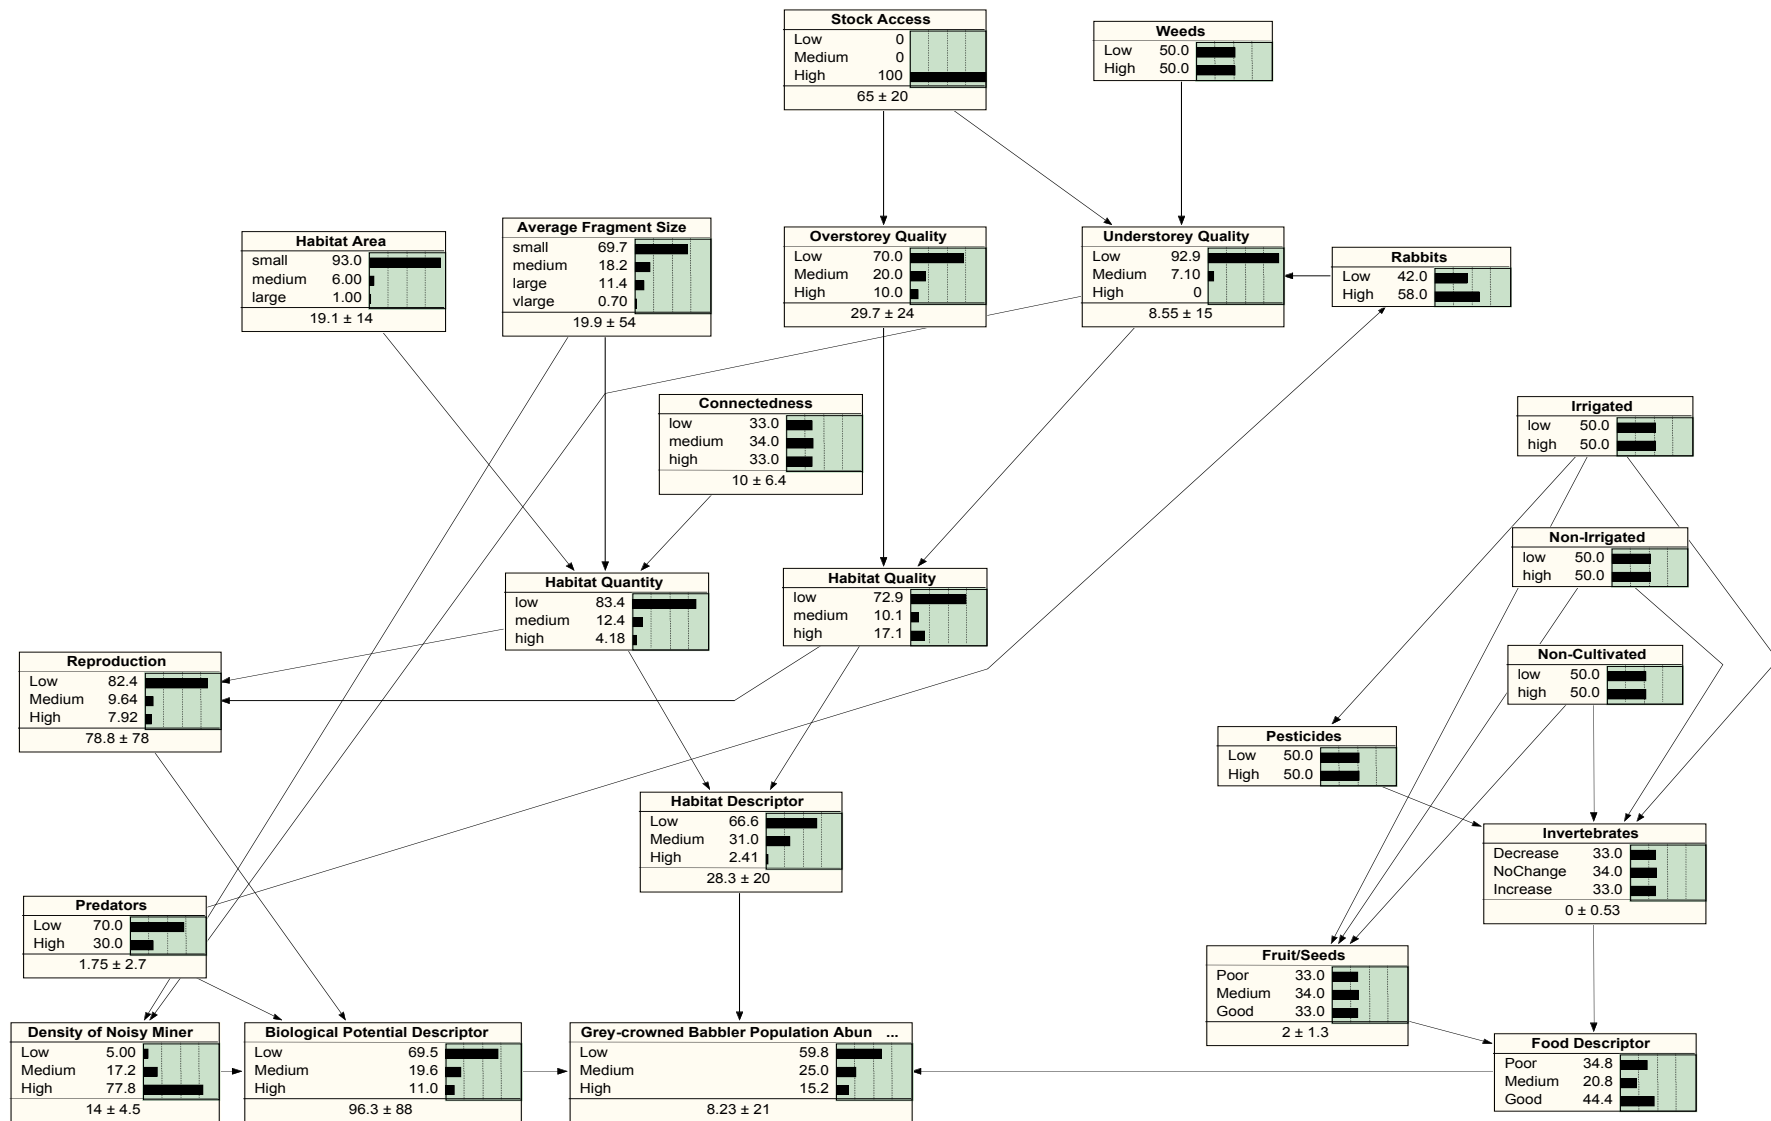 Stock Access
Low 0
Medium 0
High 100
65 ± 20
Weeds
Low 50.0
High 50.0
Habitat Area
small 93.0
medium 6.00
large 1.00
19.1 ± 14
Average Fragment Size
small 69.7
medium 18.2
large 11.4
vlarge 0.70
19.9 ± 54
Overstorey Quality
Low 70.0
Medium 20.0
High 10.0
29.7 ± 24
Understorey Quality
Low 92.9
Medium 7.10
High 0
8.55 ± 15
Rabbits
Low 42.0
High 58.0
Connectedness
low 33.0
medium 34.0
high 33.0
10 ± 6.4
Irrigated
low 50.0
high 50.0
Non-Irrigated
low 50.0
high 50.0
Habitat Quantity
low 83.4
medium 12.4
high 4.18
Habitat Quality
low 72.9
medium 10.1
high 17.1
Non-Cultivated
low 50.0
high 50.0
Reproduction
Low 82.4
Medium 9.64
High 7.92
78.8 ± 78
Pesticides
Low 50.0
High 50.0
Habitat Descriptor
Low 66.6
Medium 31.0
High 2.41
28.3 ± 20
Invertebrates
Decrease 33.0
NoChange 34.0
Increase 33.0
0 ± 0.53
Predators
Low 70.0
High 30.0
1.75 ± 2.7
Fruit/Seeds
Poor 33.0
Medium 34.0
Good 33.0
2 ± 1.3
Density of Noisy Miner
Low 5.00
Medium 17.2
High 77.8
14 ± 4.5
Biological Potential Descriptor
Low 69.5
Medium 19.6
High 11.0
96.3 ± 88
Grey-crowned Babbler Population Abun ...
Low 59.8
Medium 25.0
High 15.2
8.23 ± 21
Food Descriptor
Poor 34.8
Medium 20.8
Good 44.4